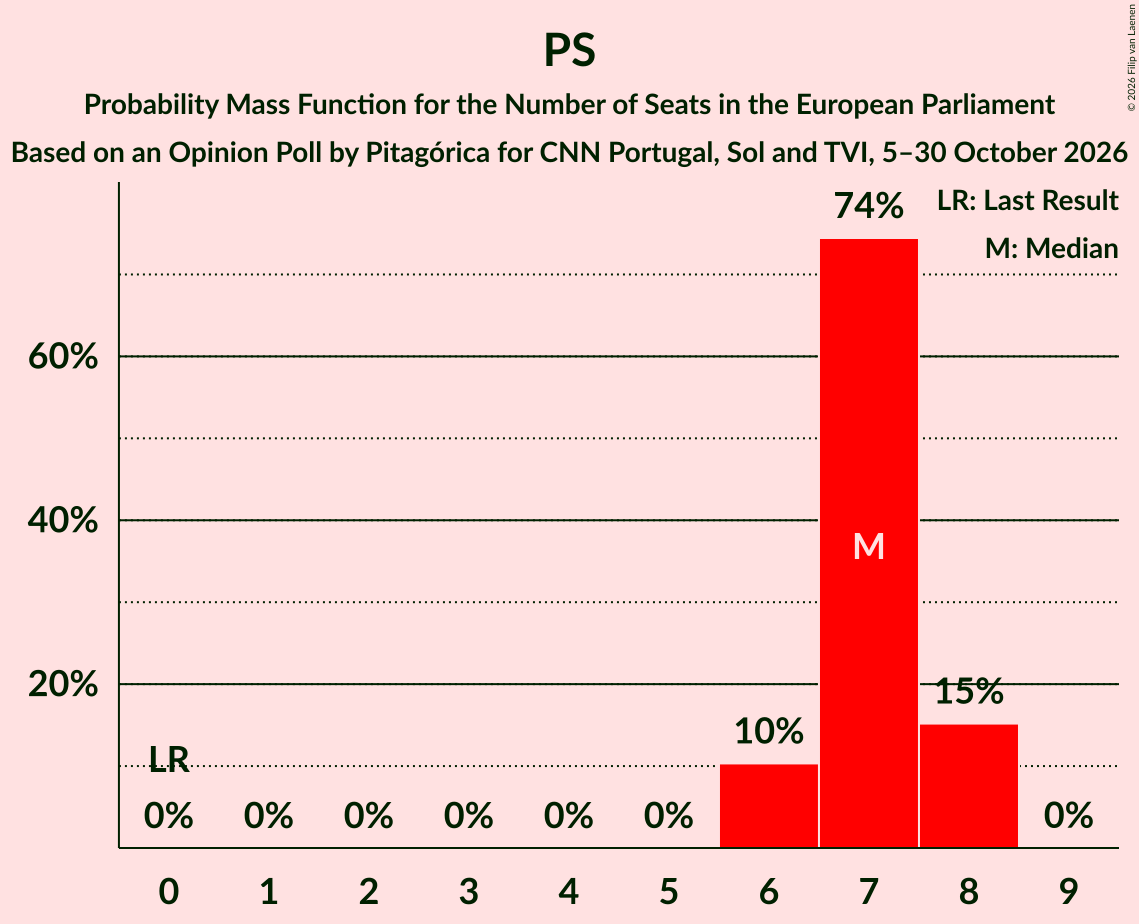 PS
Probability Mass Function for the Number of Seats in the European Parliament
Based on an Opinion Poll by Pitagórica for CNN Portugal, Sol and TVI, 5–30 October 2026
© 2026 Filip van Laenen
LR: Last Result
M: Median
74%
60%
40%
M
20%
15%
10%
LR
0% 0% 0% 0% 0% 0% 0%
0 1 2 3 4 5 6 7 8 9